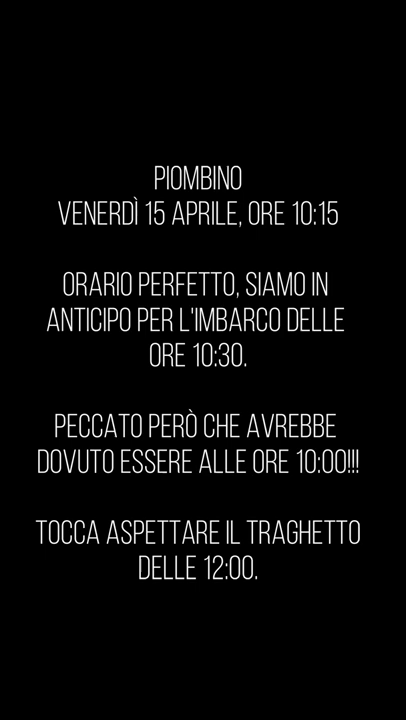 PIOMBINO
VENERDÌ 15 APRILE, ORE 10:15
ORARIO PERFETTO, SIAMO IN
ANTICIPO PER L'IMBARCO DELLE
ORE 10:30.
PECCATO PERÒ CHE AVREBBE
DOVUTO ESSERE ALLE ORE 10:00!!!
TOCCA ASPETTARE IL TRAGHETTO
DELLE 12:00.